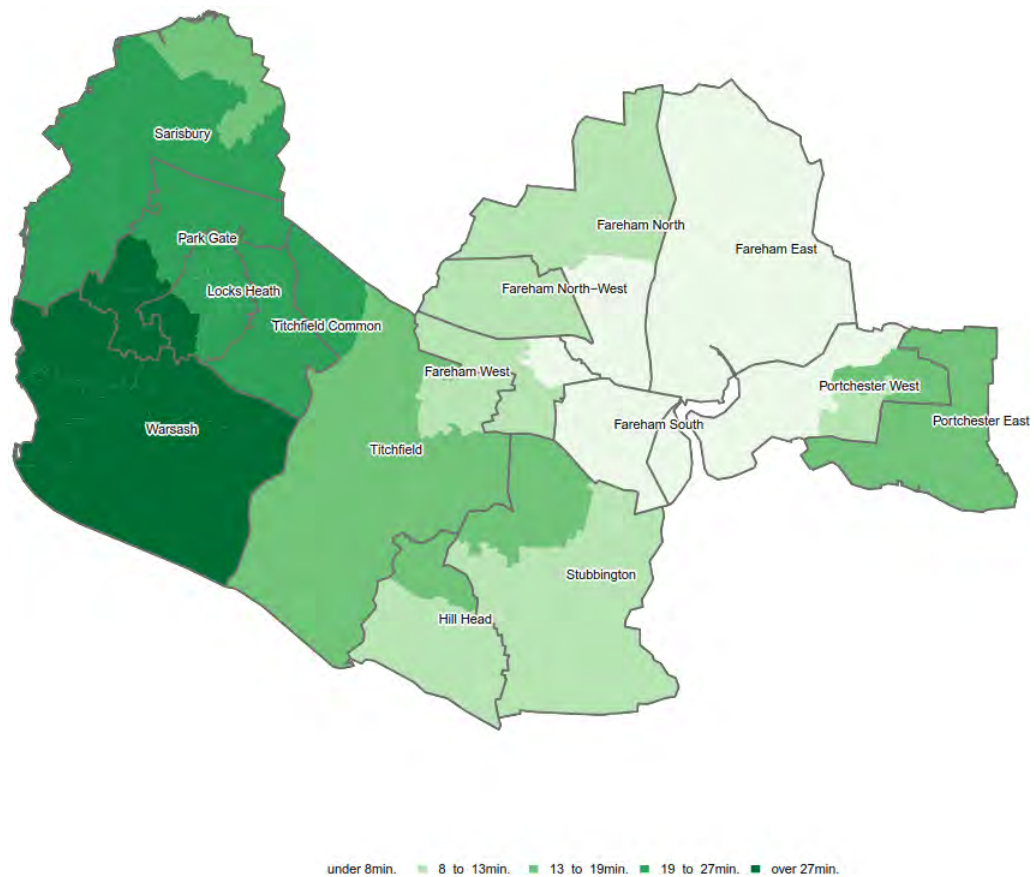 Sarisbury
Fareham North
Park Gate
Fareham East
Locks Heath
Fareham North−West
Titchfield Common
Fareham West
Portchester West
Warsash
Titchfield
Fareham South
Portchester East
Stubbington
Hill Head
under 8min. 8 to 13min. 13 to 19min. 19 to 27min. over 27min.